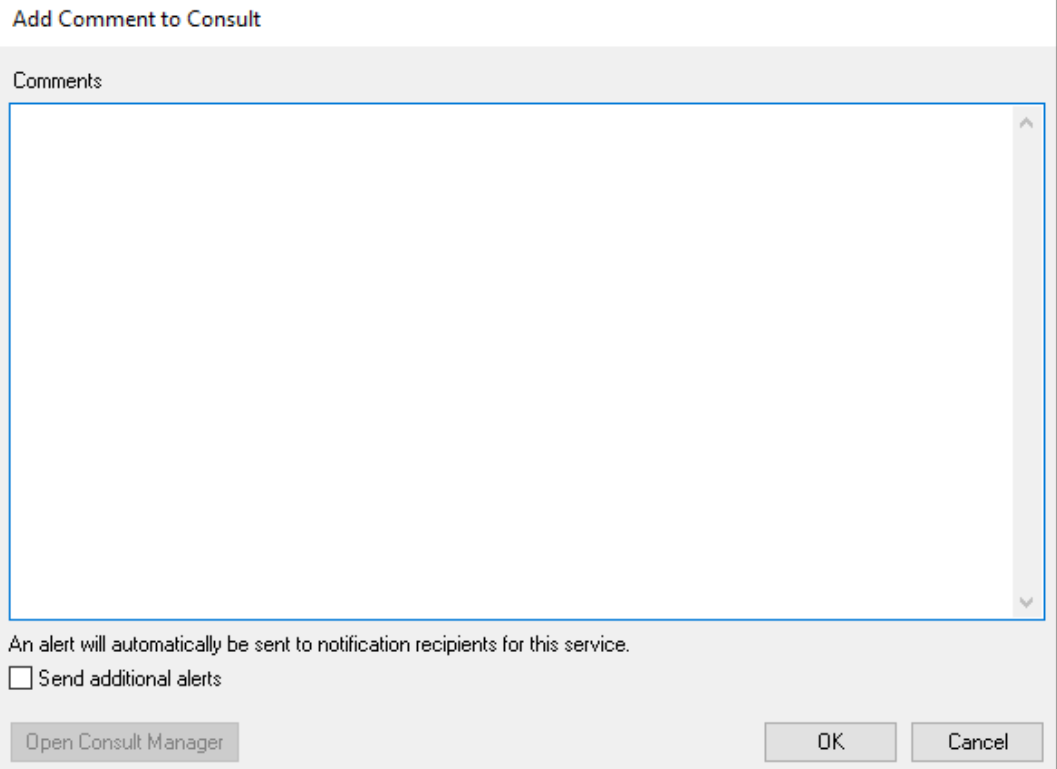 Add Comment to Consult
Comments
An alert will automatically be sent to notification recipients for this service.
Send additional alerts
Open Consult Manager
OK
Cancel